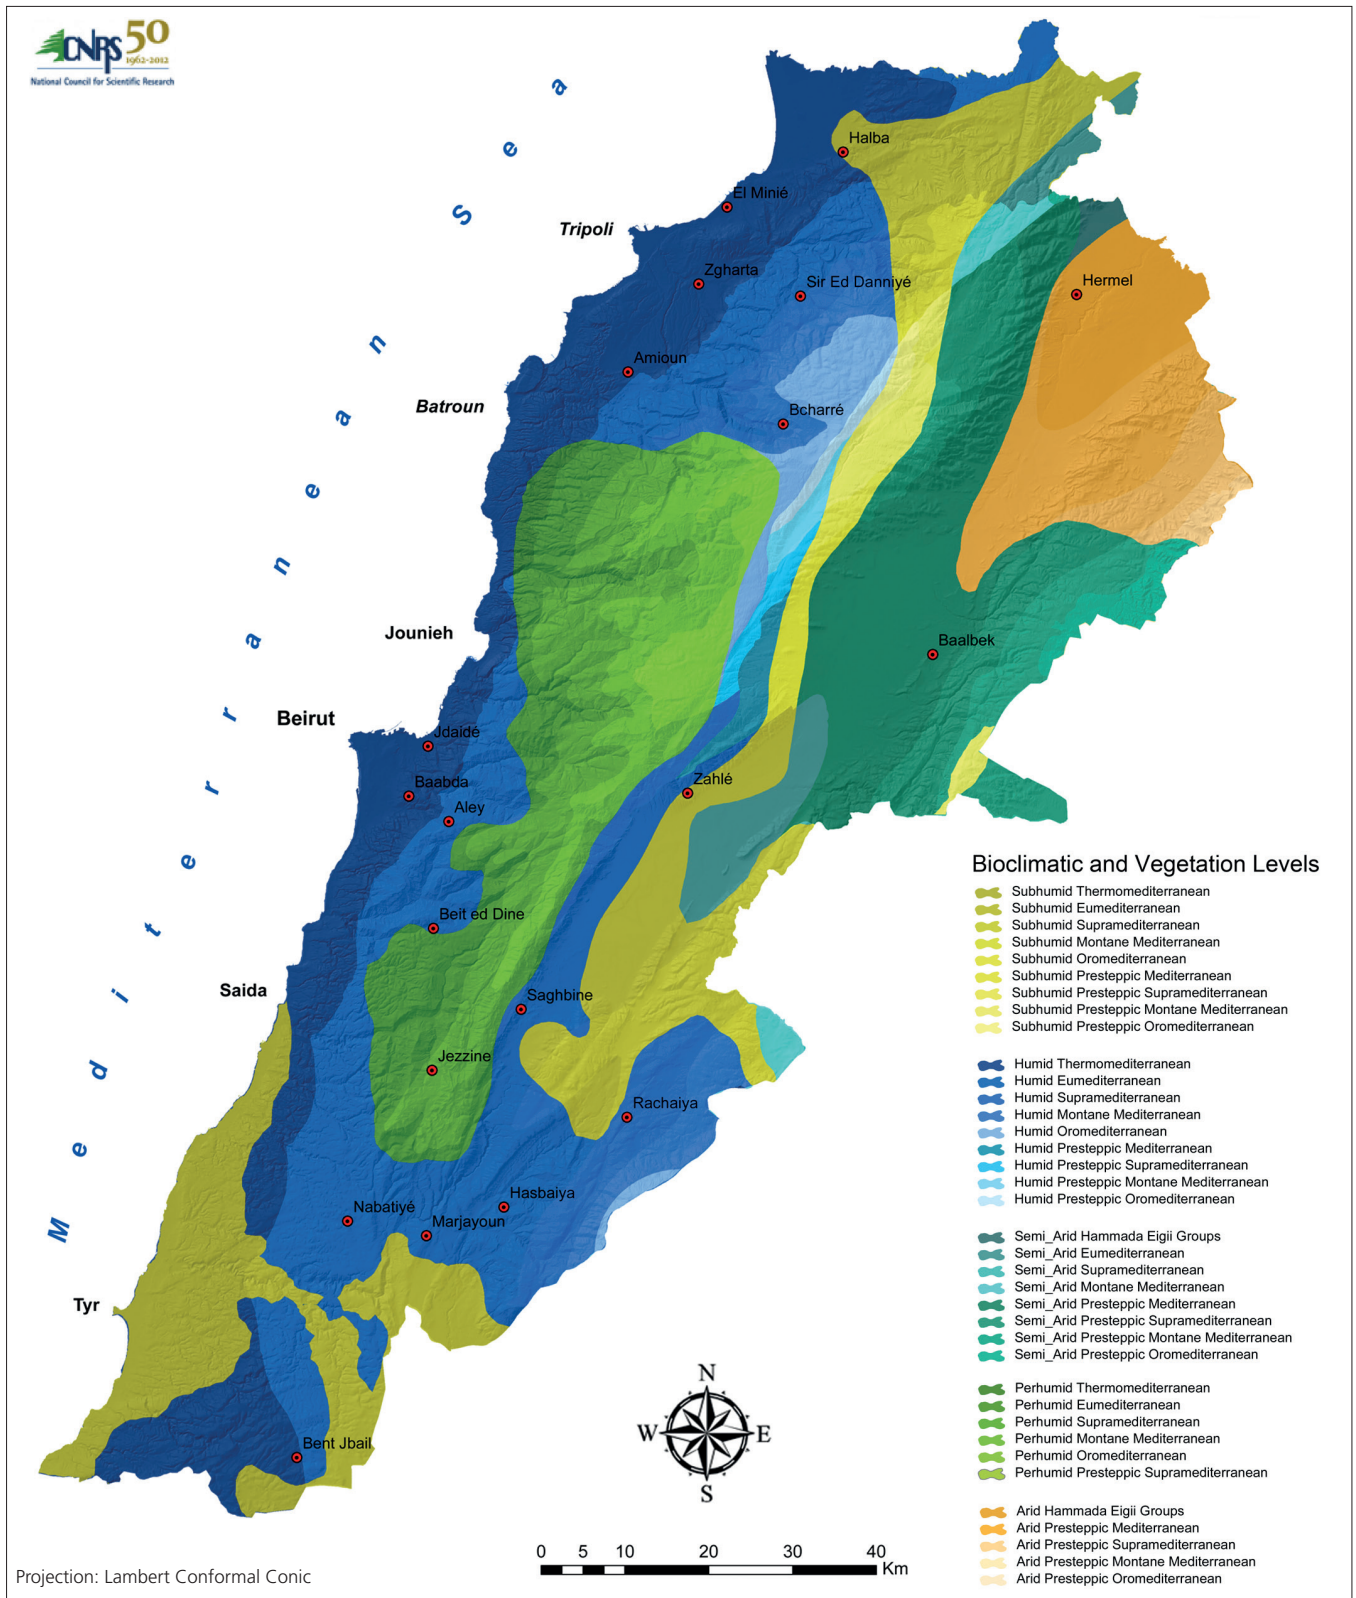 CNRS 50
1962-2012
National Council for Scientific Research
Mediterranean Sea
Halba
El Minié
Tripoli
Zgharta
Sir Ed Danniyé
Hermel
Amioun
Batroun
Bcharré
Jounieh
Baalbek
Beirut
Jdaidé
Zahlé
Baabda
Aley
Beit ed Dine
Saida
Saghbine
Jezzine
Rachaiya
Hasbaiya
Nabatiyé
Marjayoun
Tyr
Bent Jbail
Bioclimatic and Vegetation Levels
Subhumid Thermomediterranean
Subhumid Eumediterranean
Subhumid Supramediterranean
Subhumid Montane Mediterranean
Subhumid Oromediterranean
Subhumid Presteppic Mediterranean
Subhumid Presteppic Supramediterranean
Subhumid Presteppic Montane Mediterranean
Subhumid Presteppic Oromediterranean
Humid Thermomediterranean
Humid Eumediterranean
Humid Supramediterranean
Humid Montane Mediterranean
Humid Oromediterranean
Humid Presteppic Mediterranean
Humid Presteppic Supramediterranean
Humid Presteppic Montane Mediterranean
Humid Presteppic Oromediterranean
Semi_Arid Hammada Eigii Groups
Semi_Arid Eumediterranean
Semi_Arid Supramediterranean
Semi_Arid Montane Mediterranean
Semi_Arid Presteppic Mediterranean
Semi_Arid Presteppic Supramediterranean
Semi_Arid Presteppic Montane Mediterranean
Semi_Arid Presteppic Oromediterranean
Perhumid Thermomediterranean
Perhumid Eumediterranean
Perhumid Supramediterranean
Perhumid Montane Mediterranean
Perhumid Oromediterranean
Perhumid Presteppic Supramediterranean
Arid Hammada Eigii Groups
Arid Presteppic Mediterranean
Arid Presteppic Supramediterranean
Arid Presteppic Montane Mediterranean
Arid Presteppic Oromediterranean
N
W E
S
0 5 10 20 30 40
Km
Projection: Lambert Conformal Conic